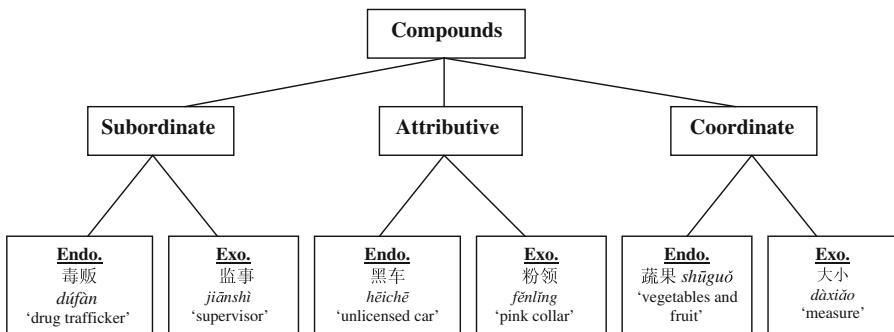 Compounds
Subordinate
Attributive
Coordinate
Endo.
毒贩
dúfàn
‘drug trafficker’
Exo.
监事
jiānshì
‘supervisor’
Endo.
黑车
hēichē
‘unlicensed car’
Exo.
粉领
fěnlǐng
‘pink collar’
Endo.
蔬果 shūguǒ
‘vegetables and
fruit’
Exo.
大小
dàxiǎo
‘measure’